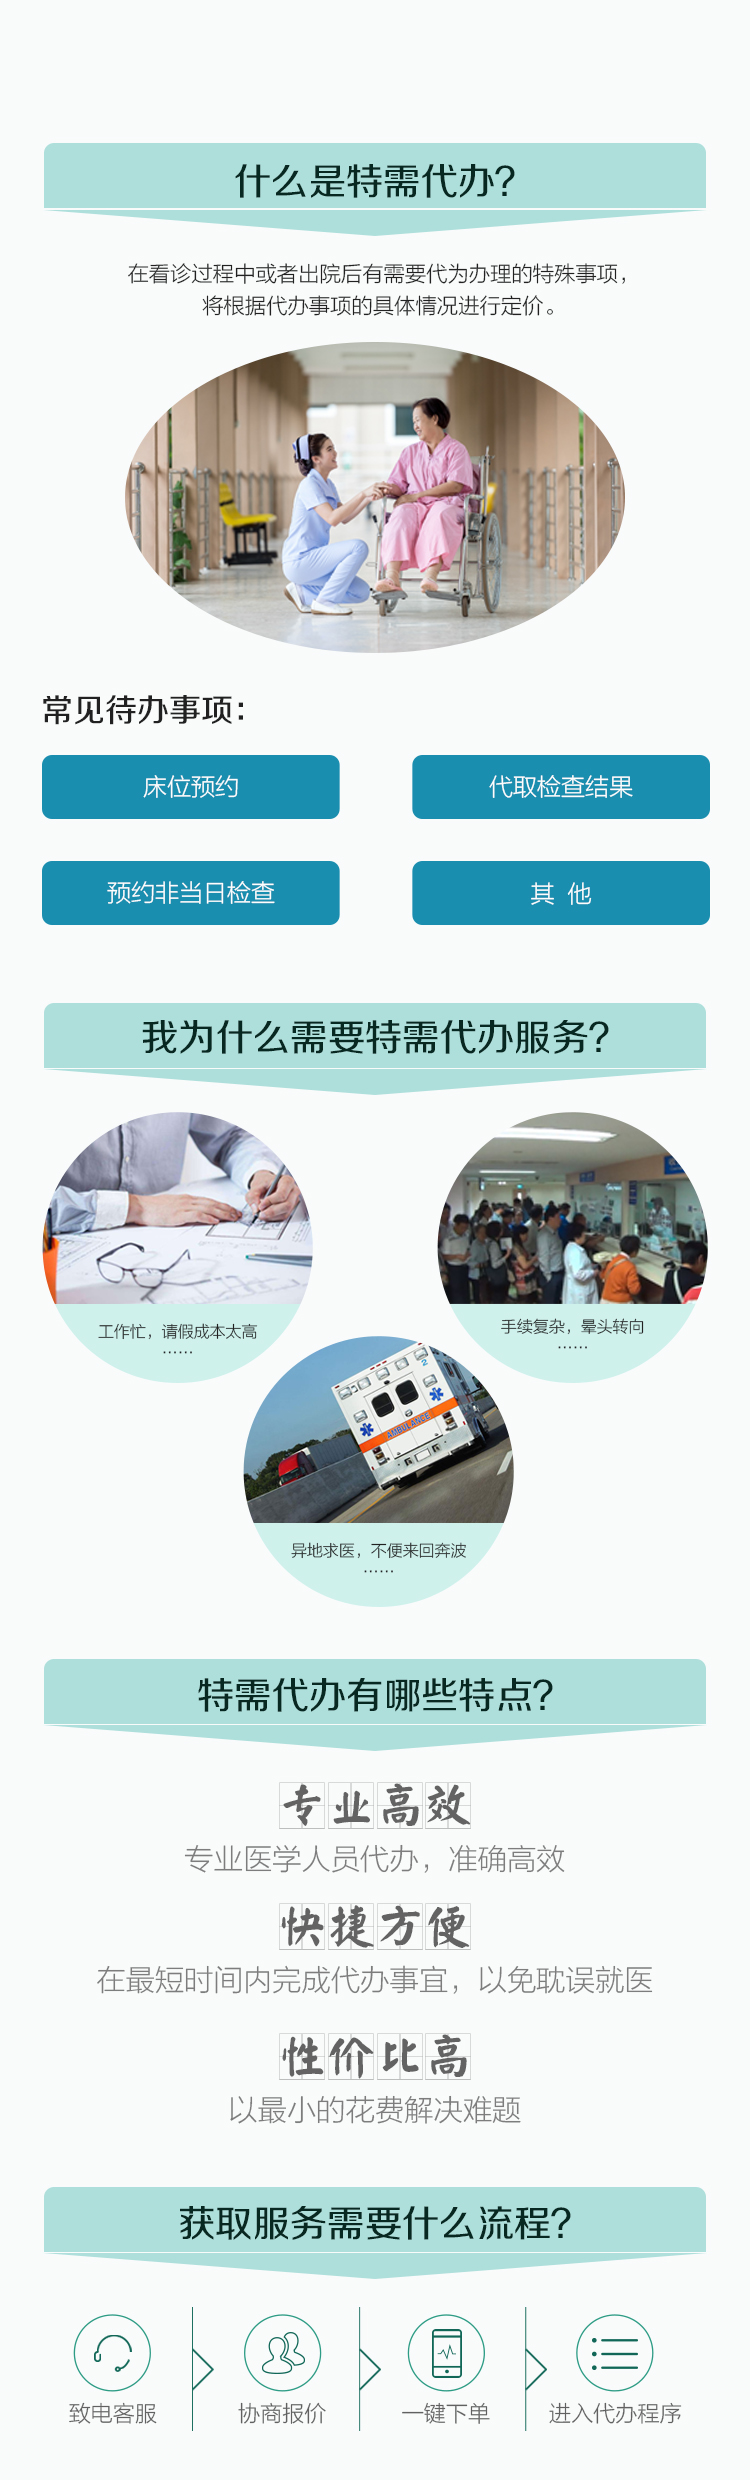 什么是特需代办?
在看诊过程中或者出院后有需要代为办理的特殊事项，
将根据代办事项的具体情况进行定价。
常见待办事项：
床位预约
代取检查结果
预约非当日检查
其 他
我为什么需要特需代办服务?
工作忙，请假成本太高
......
手续复杂，晕头转向
......
2
AMBULANCE
异地求医，不便来回奔波
......
特需代办有哪些特点?
专业高效
专业医学人员代办，准确高效
快捷方便
在最短时间内完成代办事宜，以免耽误就医
性价比高
以最小的花费解决难题
获取服务需要什么流程?
致电客服
协商报价
一键下单
进入代办程序